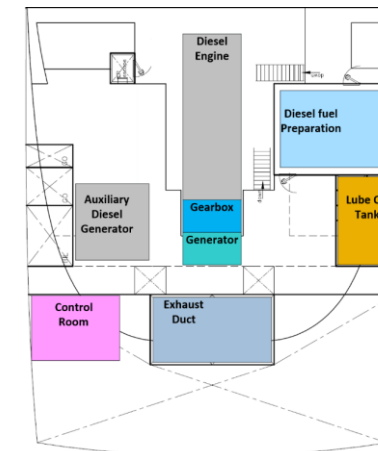 Diesel
Engine
Diesel fuel
Preparation
Auxiliary
Diesel
Generator
Gearbox
Generator
Lube O
Tank
Control
Room
Exhaust
Duct